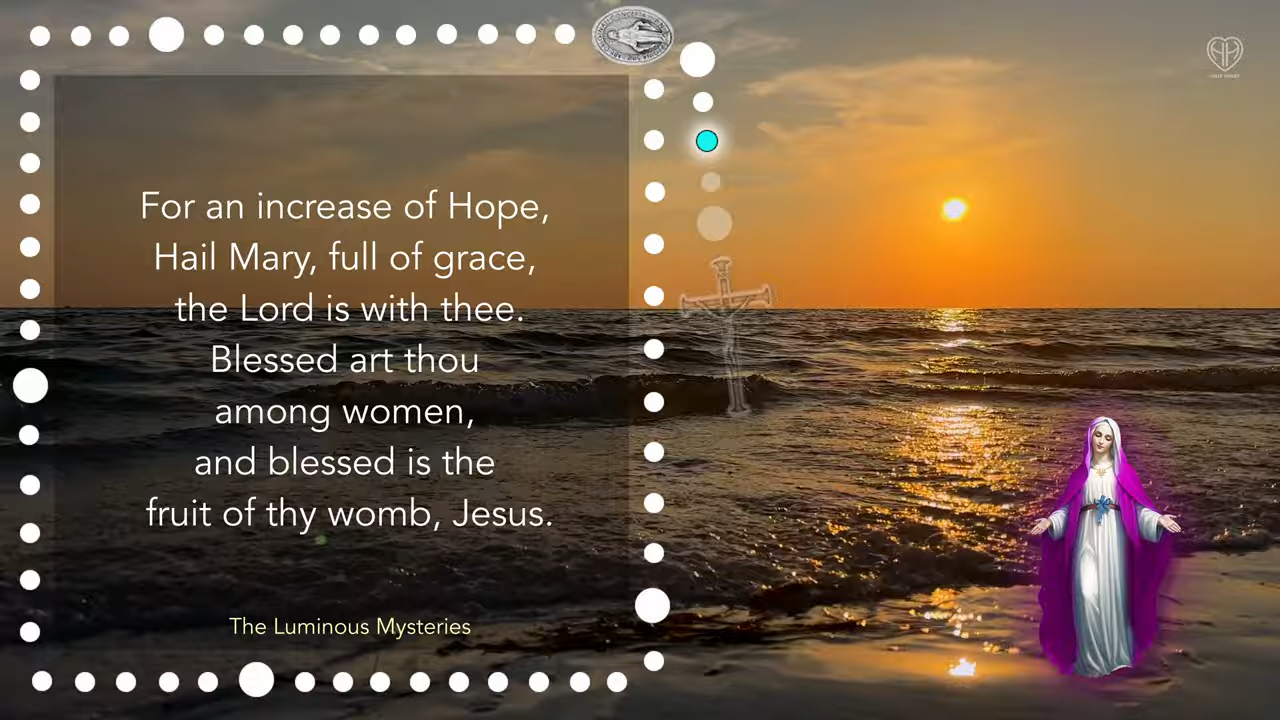 For an increase of Hope,
Hail Mary, full of grace,
the Lord is with thee.
Blessed art thou
among women,
and blessed is the
fruit of thy womb, Jesus.
The Luminous Mysteries